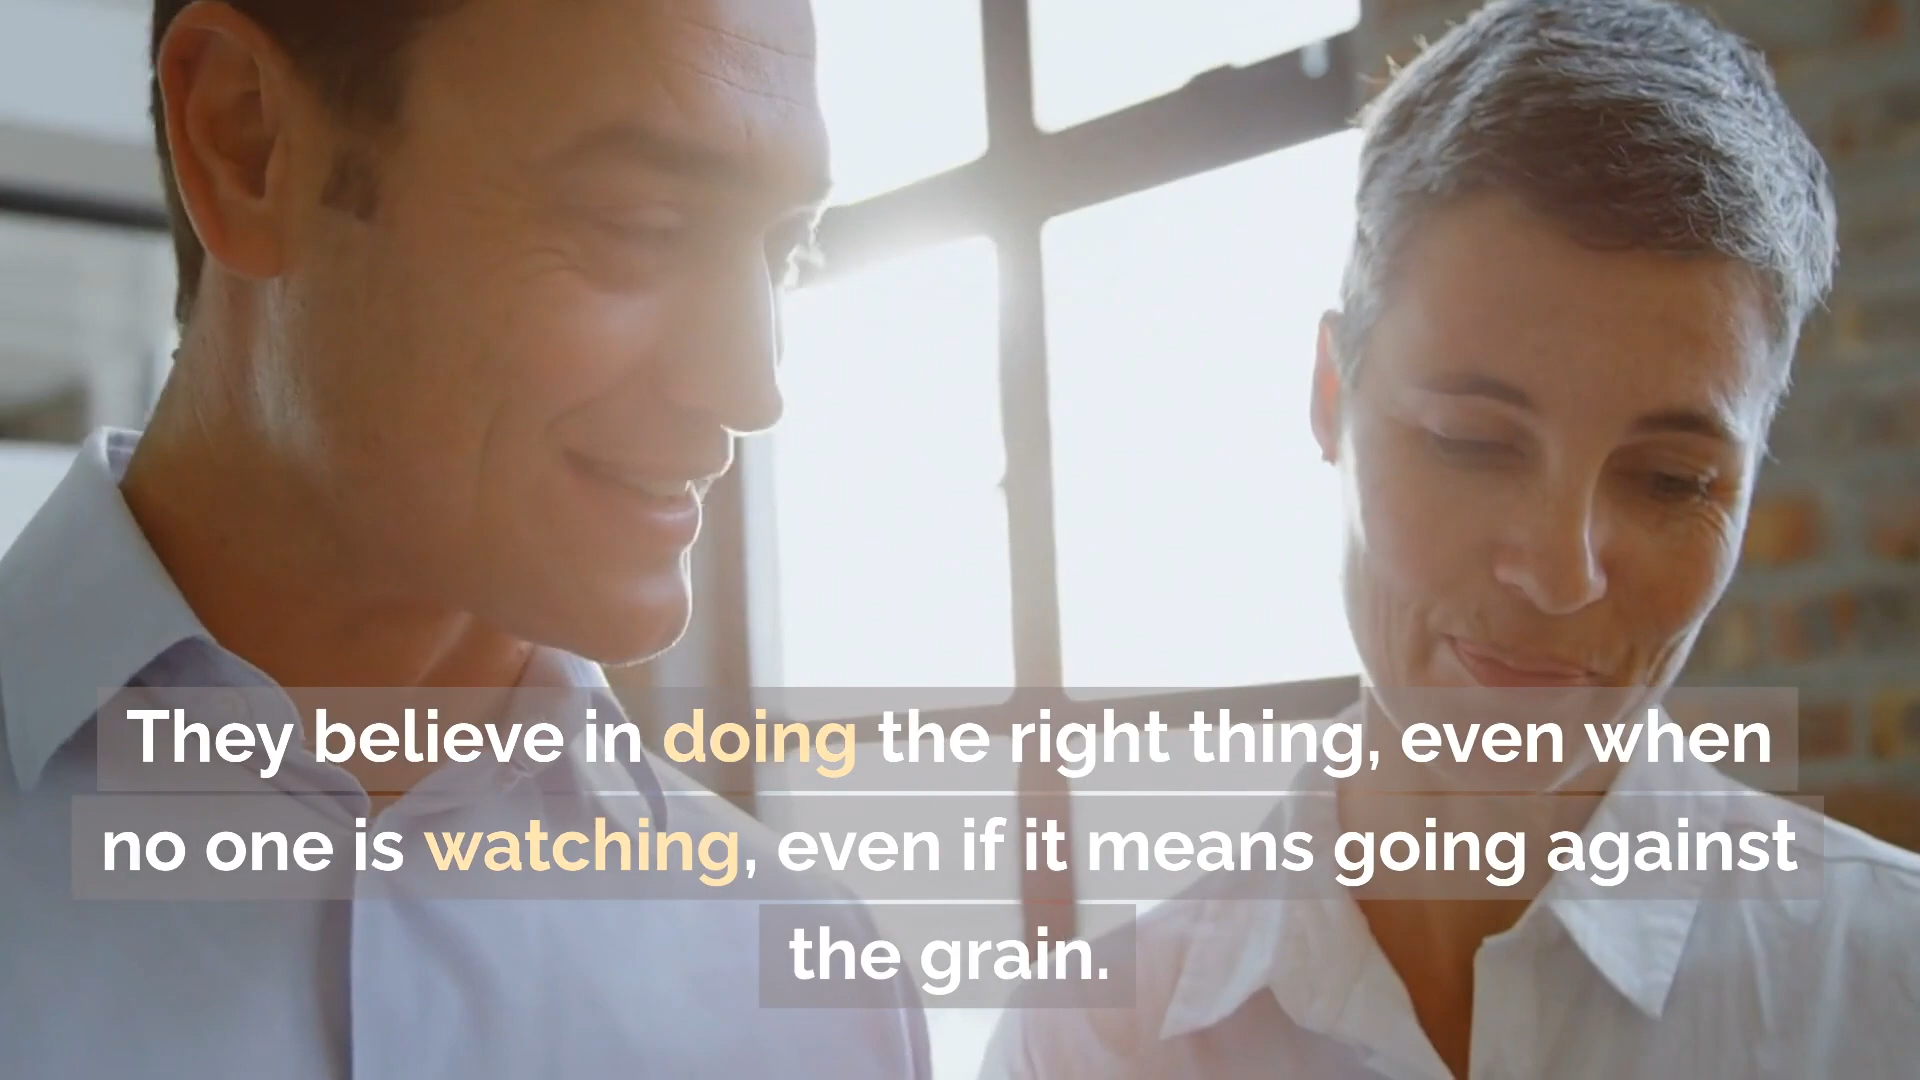 They believe in doing the right thing, even when
no one is watching, even if it means going against
the grain.